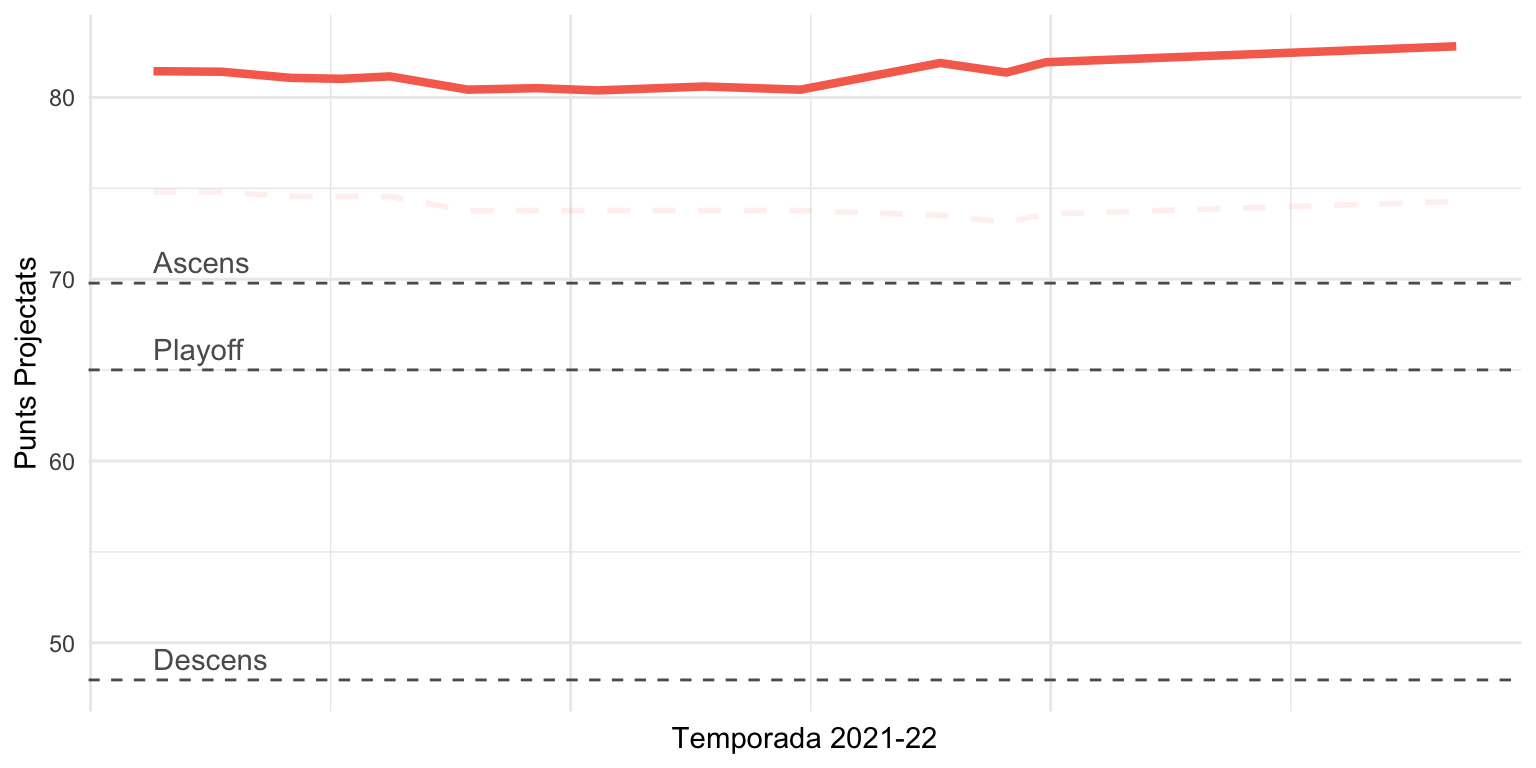 80
70
60
50
Punts Projectats
Ascens
Playoff
Descens
Temporada 2021-22